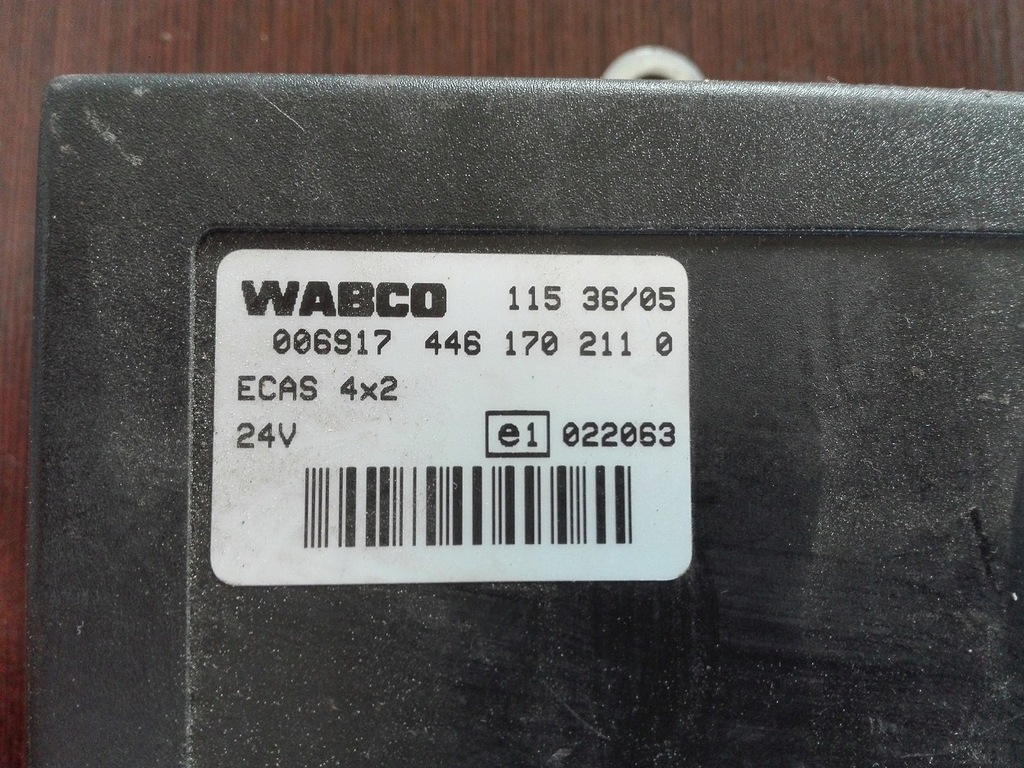 WABCO 115 36/05
006917 446 170 211 0
ECAS 4x2
24V e1 022063